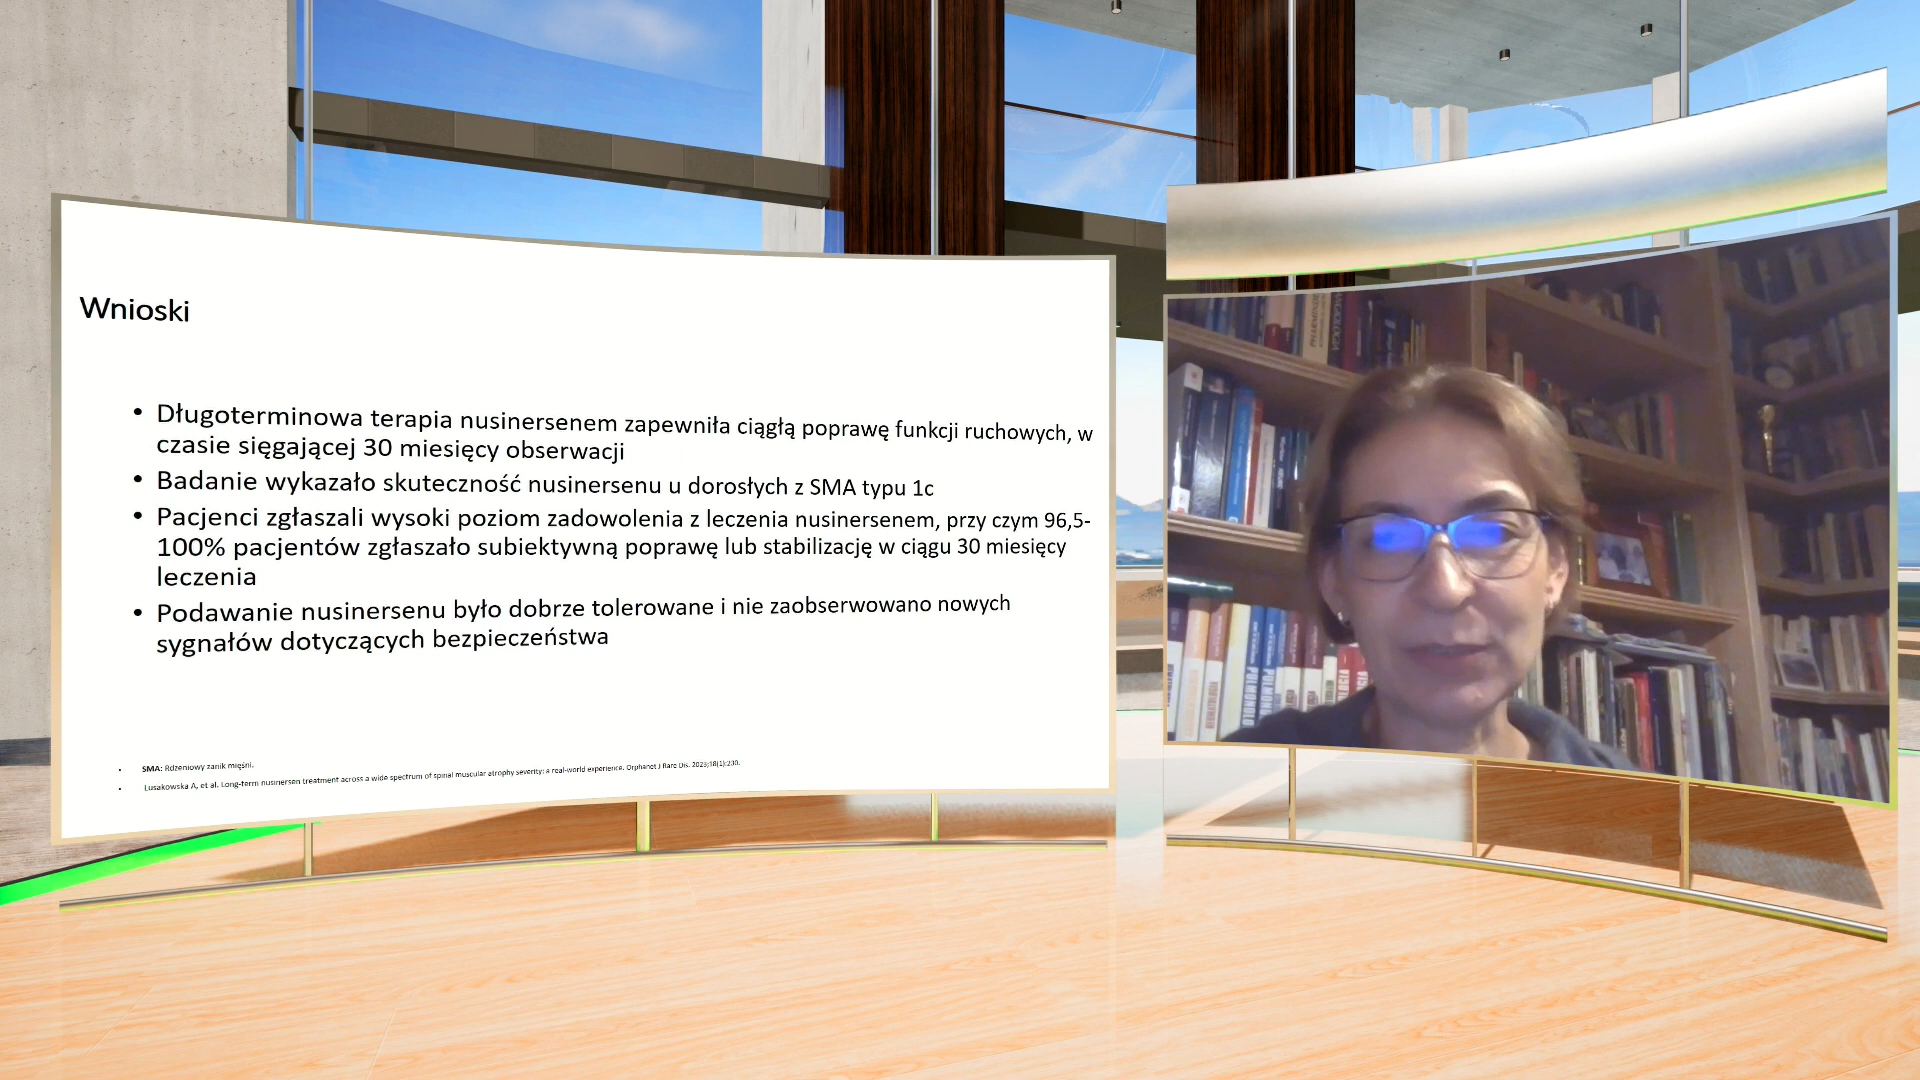 Wnioski
• Długoterminowa terapia nusinersenem zapewniła ciągłą poprawę funkcji ruchowych, w
czasie sięgającej 30 miesięcy obserwacji
• Badanie wykazało skuteczność nusinersenu u dorosłych z SMA typu 1c
• Pacjenci zgłaszali wysoki poziom zadowolenia z leczenia nusinersenem, przy czym 96,5-
100% pacjentów zgłaszało subiektywną poprawę lub stabilizację w ciągu 30 miesięcy
leczenia
• Podawanie nusinersenu było dobrze tolerowane i nie zaobserwowano nowych
sygnałów dotyczących bezpieczeństwa
• SMA: Rdzeniowy zanik mięśni.
• Lusakowska A, et al. Long-term nusinersen treatment across a wide spectrum of spinal muscular atrophy severity: a real-world experience. Orphanet J Rare Dis. 2023;18(1):230.
PULMONOLO
PULMONOLO